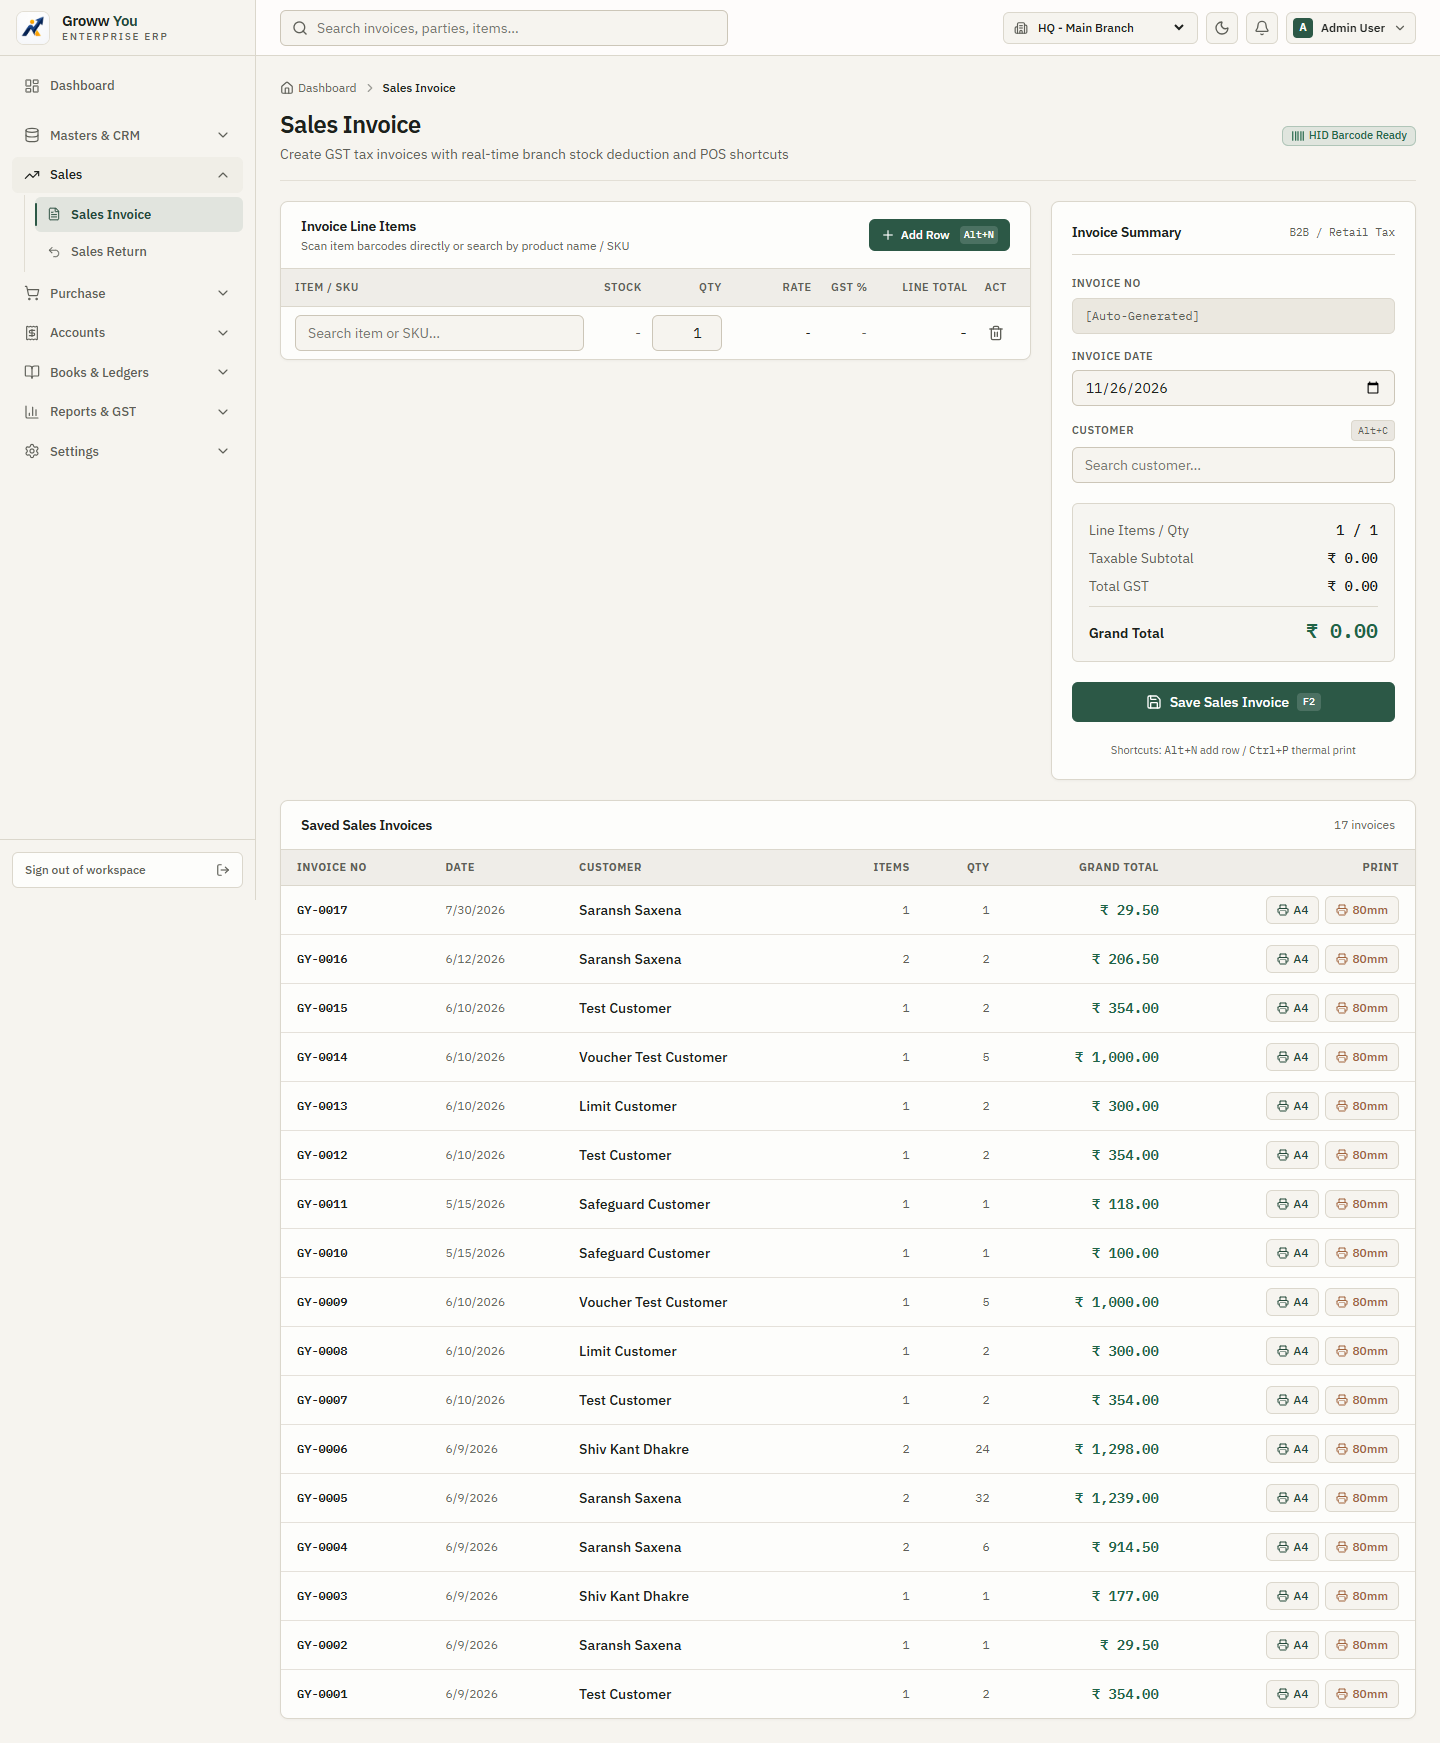 Groww You
ENTERPRISE ERP
Search invoices, parties, items...
HQ - Main Branch
A
Admin User
Dashboard
Masters & CRM
Sales
Sales Invoice
Sales Return
Purchase
Accounts
Books & Ledgers
Reports & GST
Settings
Sign out of workspace
Dashboard
Sales Invoice
Sales Invoice
Create GST tax invoices with real-time branch stock deduction and POS shortcuts
HID Barcode Ready
Invoice Line Items
Scan item barcodes directly or search by product name / SKU
Add Row Alt+N
ITEM / SKU STOCK QTY RATE GST % LINE TOTAL ACT
Search item or SKU... - 1 - - -
Invoice Summary
B2B / Retail Tax
INVOICE NO
[Auto-Generated]
INVOICE DATE
11/26/2026
CUSTOMER
Alt+C
Search customer...
Line Items / Qty 1 / 1
Taxable Subtotal ₹ 0.00
Total GST ₹ 0.00
Grand Total ₹ 0.00
Save Sales Invoice F2
Shortcuts: Alt+N add row / Ctrl+P thermal print
Saved Sales Invoices
17 invoices
INVOICE NO DATE CUSTOMER ITEMS QTY GRAND TOTAL PRINT
GY-0017 7/30/2026 Saransh Saxena 1 1 ₹ 29.50 A4 80mm
GY-0016 6/12/2026 Saransh Saxena 2 2 ₹ 206.50 A4 80mm
GY-0015 6/10/2026 Test Customer 1 2 ₹ 354.00 A4 80mm
GY-0014 6/10/2026 Voucher Test Customer 1 5 ₹ 1,000.00 A4 80mm
GY-0013 6/10/2026 Limit Customer 1 2 ₹ 300.00 A4 80mm
GY-0012 6/10/2026 Test Customer 1 2 ₹ 354.00 A4 80mm
GY-0011 5/15/2026 Safeguard Customer 1 1 ₹ 118.00 A4 80mm
GY-0010 5/15/2026 Safeguard Customer 1 1 ₹ 100.00 A4 80mm
GY-0009 6/10/2026 Voucher Test Customer 1 5 ₹ 1,000.00 A4 80mm
GY-0008 6/10/2026 Limit Customer 1 2 ₹ 300.00 A4 80mm
GY-0007 6/10/2026 Test Customer 1 2 ₹ 354.00 A4 80mm
GY-0006 6/9/2026 Shiv Kant Dhakre 2 24 ₹ 1,298.00 A4 80mm
GY-0005 6/9/2026 Saransh Saxena 2 32 ₹ 1,239.00 A4 80mm
GY-0004 6/9/2026 Saransh Saxena 2 6 ₹ 914.50 A4 80mm
GY-0003 6/9/2026 Shiv Kant Dhakre 1 1 ₹ 177.00 A4 80mm
GY-0002 6/9/2026 Saransh Saxena 1 1 ₹ 29.50 A4 80mm
GY-0001 6/9/2026 Test Customer 1 2 ₹ 354.00 A4 80mm